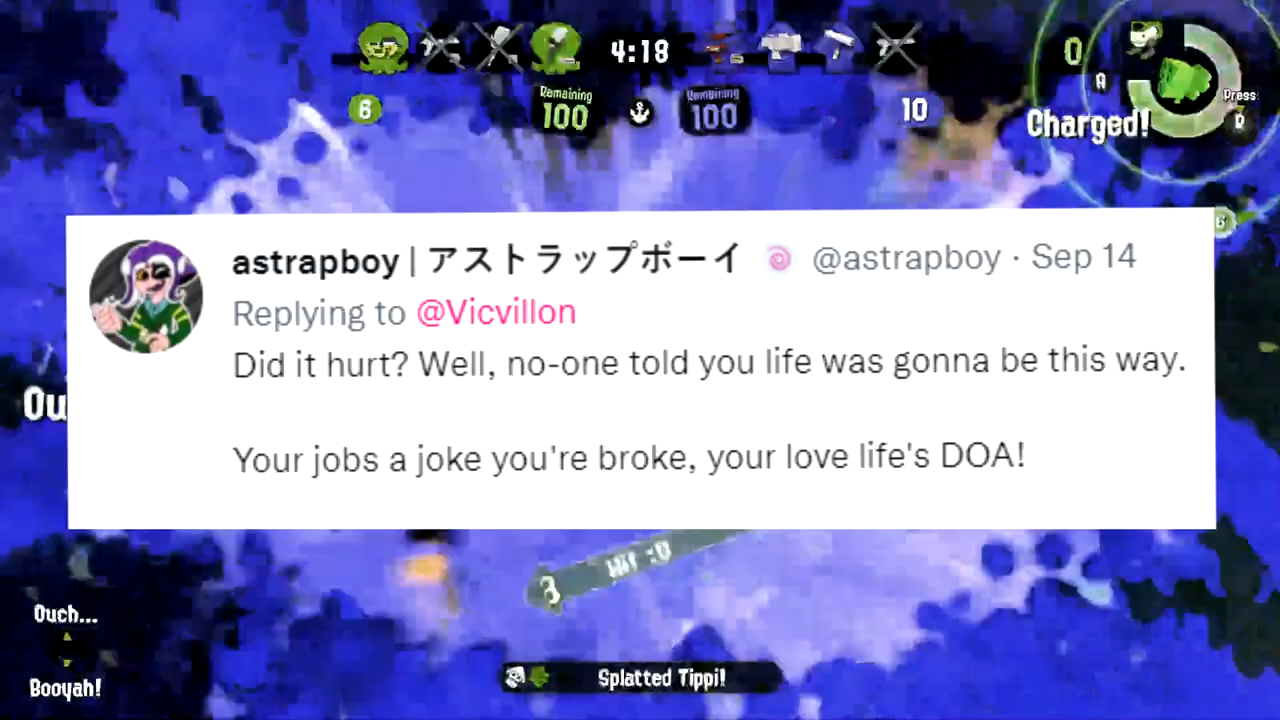 4:18
0
A
Press
Remaining
Remaining
6
100
100
10
Charged!
R
astrapboy | アストラップボーイ @astrapboy · Sep 14
Replying to @Vicvillon
Did it hurt? Well, no-one told you life was gonna be this way.
Ou
Your jobs a joke you're broke, your love life's DOA!
3
Ouch...
Booyah!
Splatted Tippi!